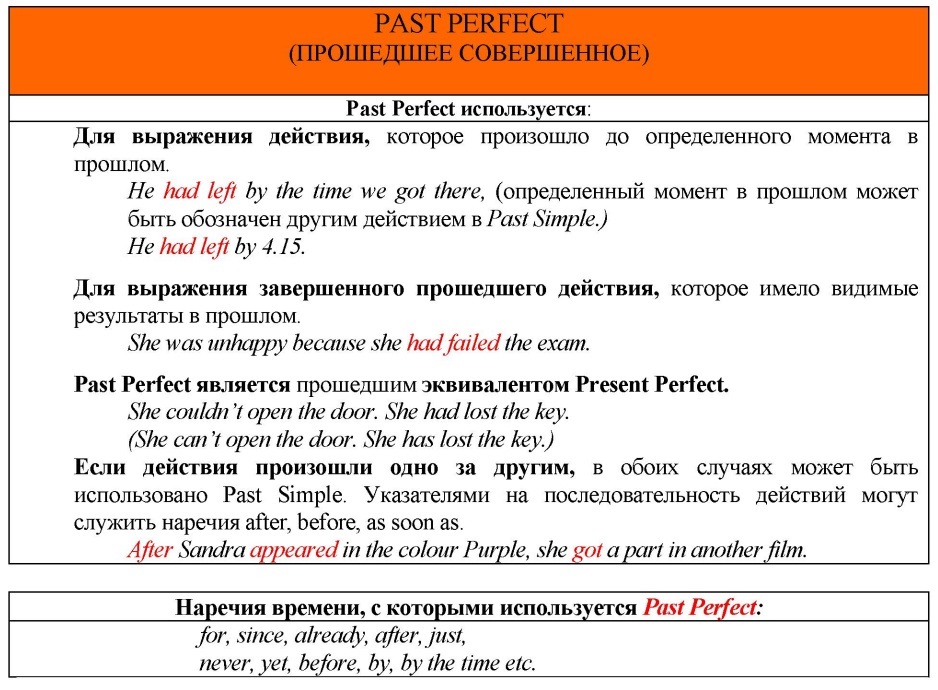 PAST PERFECT
(ПРОШЕДШЕЕ СОВЕРШЕННОЕ)
Past Perfect используется:
Для выражения действия, которое произошло до определенного момента в
прошлом.
He had left by the time we got there, (определенный момент в прошлом может
быть обозначен другим действием в Past Simple.)
He had left by 4.15.
Для выражения завершенного прошедшего действия, которое имело видимые
результаты в прошлом.
She was unhappy because she had failed the exam.
Past Perfect является прошедшим эквивалентом Present Perfect.
She couldn’t open the door. She had lost the key.
(She can’t open the door. She has lost the key.)
Если действия произошли одно за другим, в обоих случаях может быть
использовано Past Simple. Указателями на последовательность действий могут
служить наречия after, before, as soon as.
After Sandra appeared in the colour Purple, she got a part in another film.
Наречия времени, с которыми используется Past Perfect:
for, since, already, after, just,
never, yet, before, by, by the time etc.